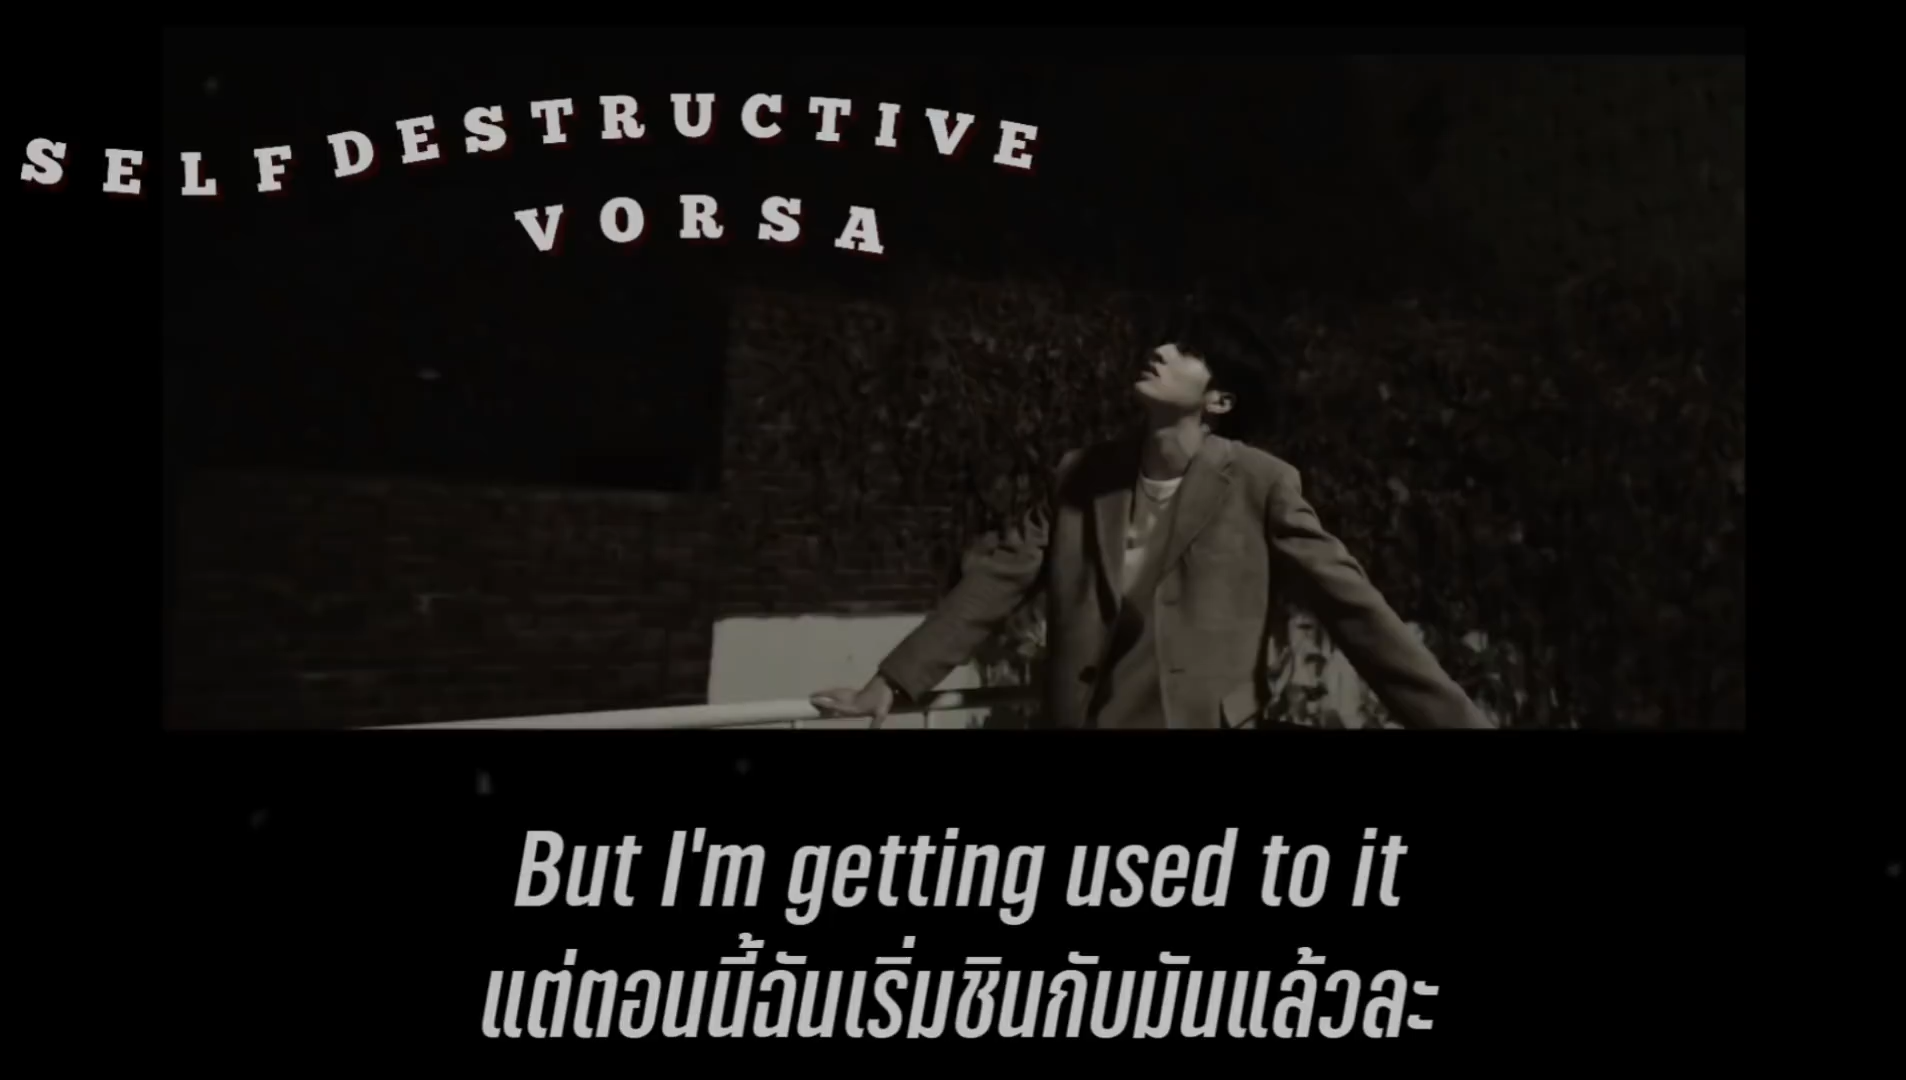 SELF DESTRUCTIVE
VORSA
But I'm getting used to it
แต่ตอนนี้ฉันเริ่มชินกับมันแล้วละ